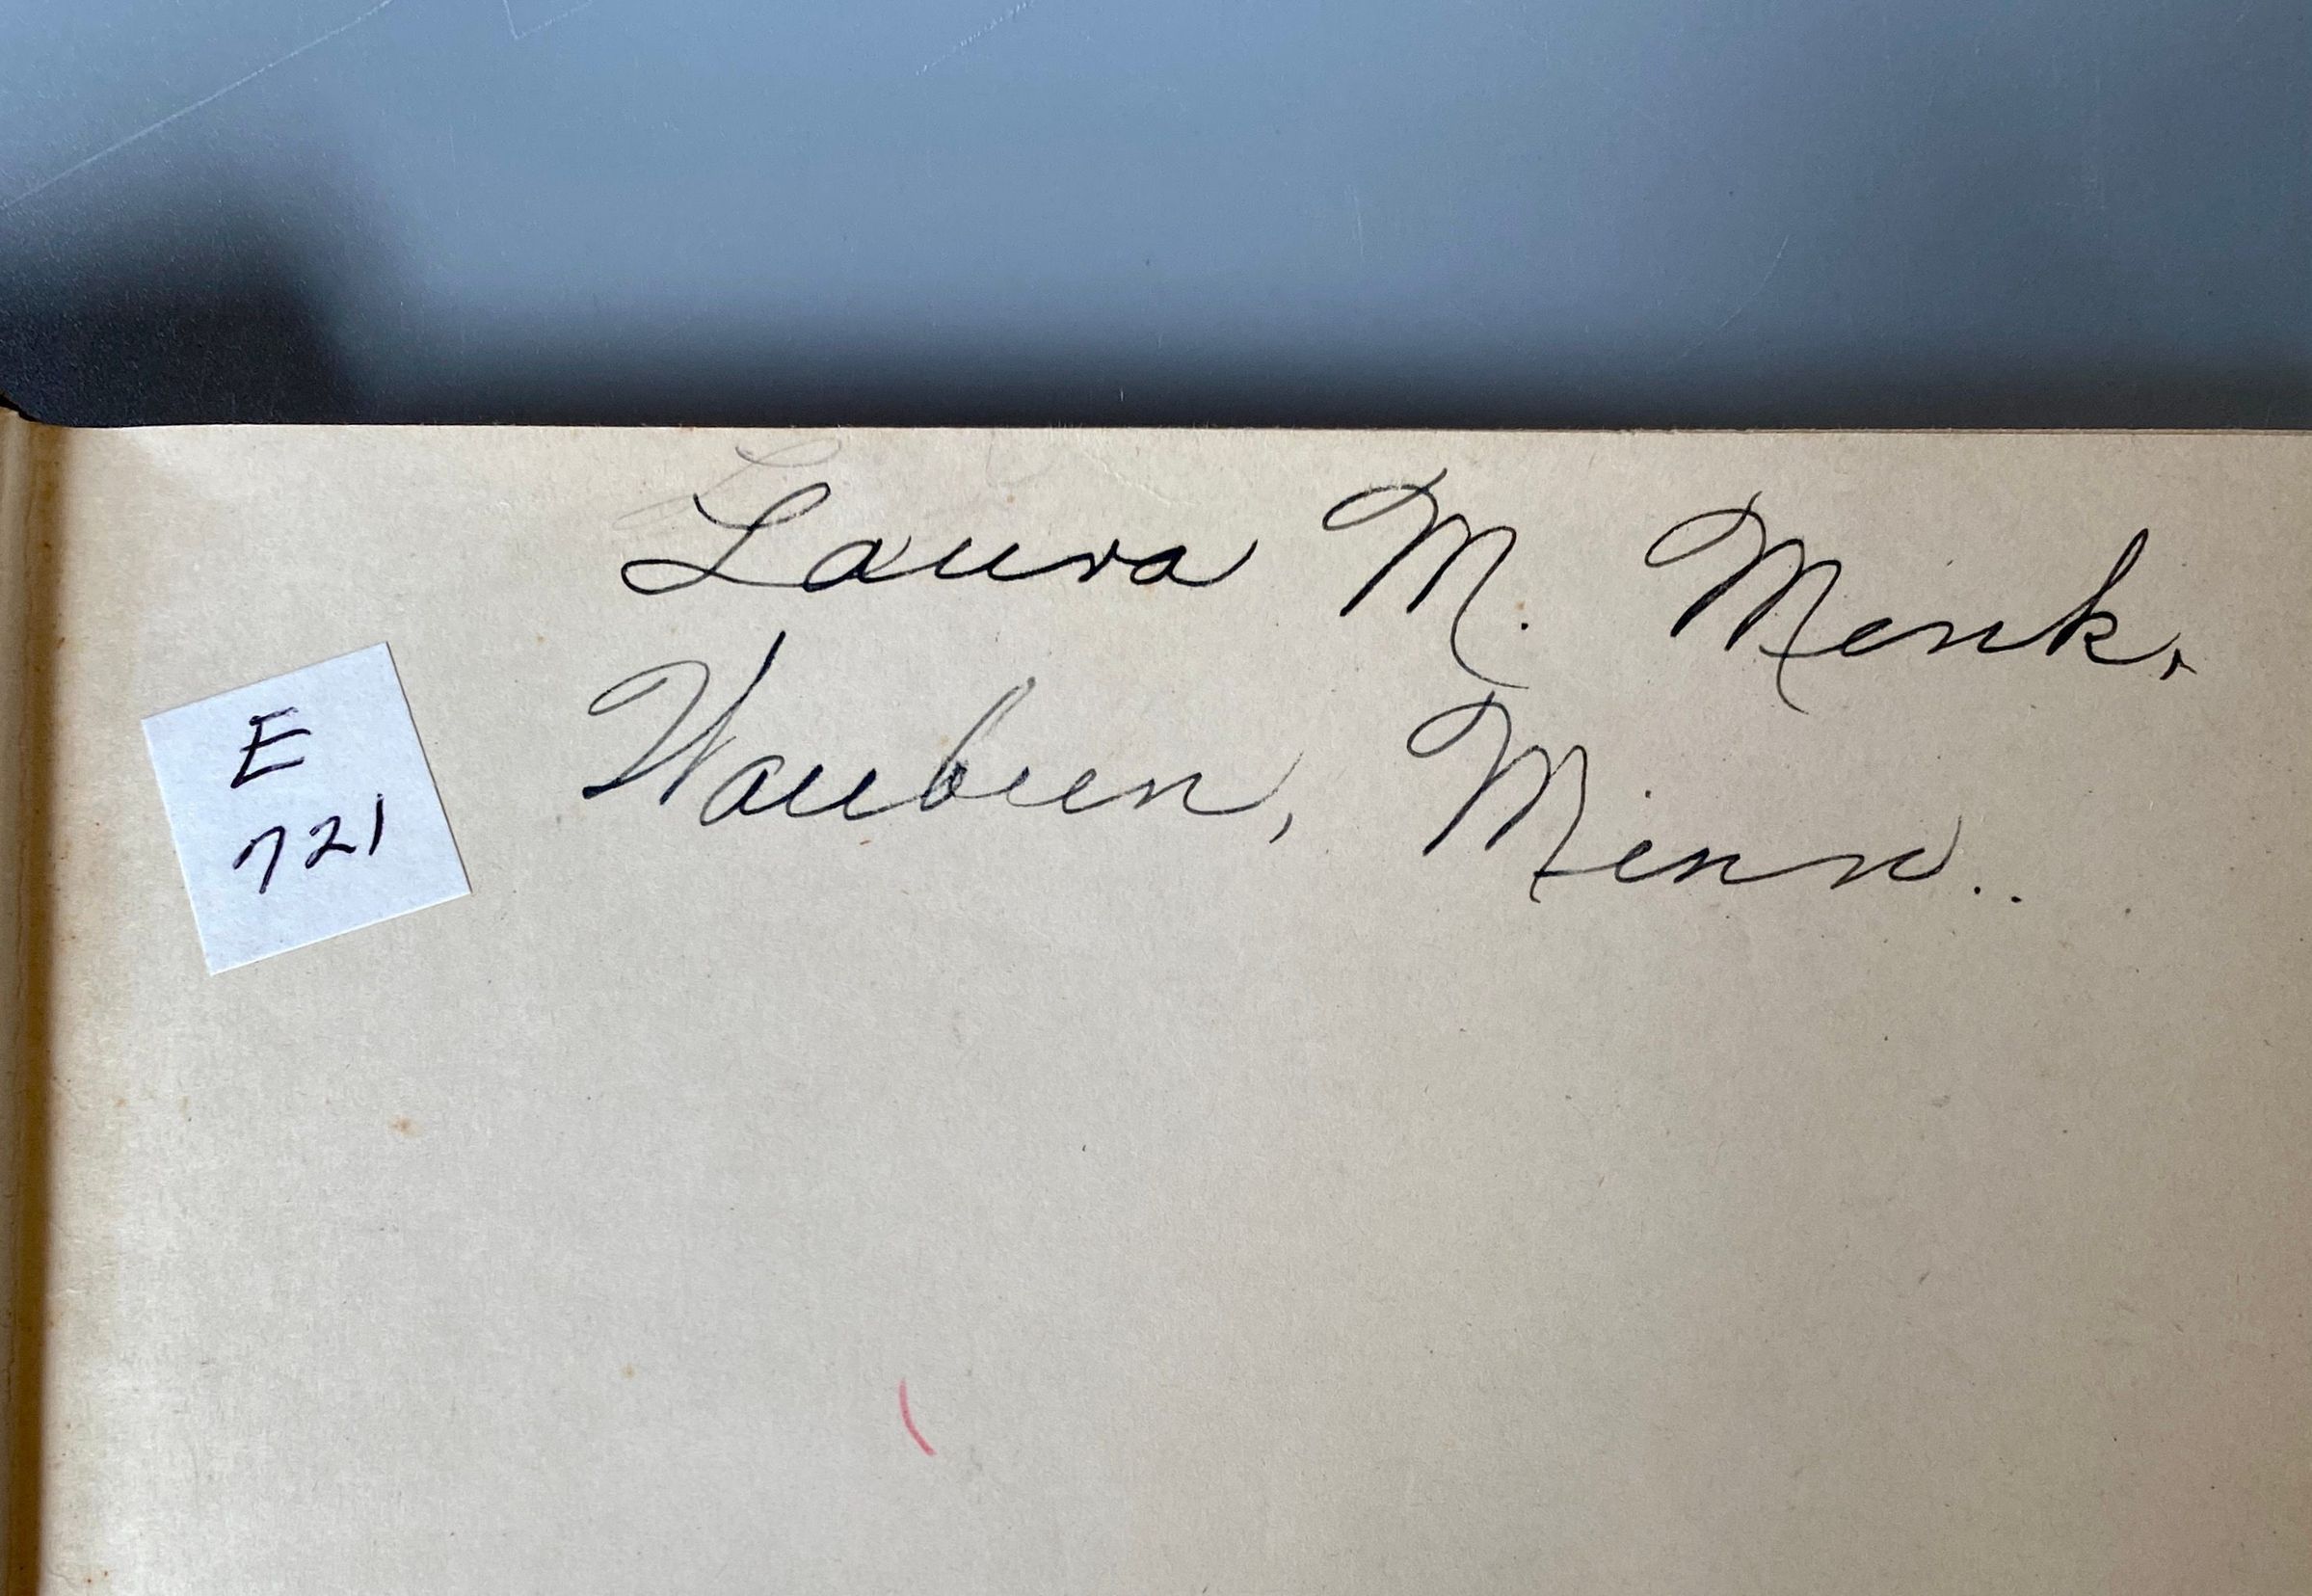 Laura M. Menk,
Waubun, Minn..
E
721